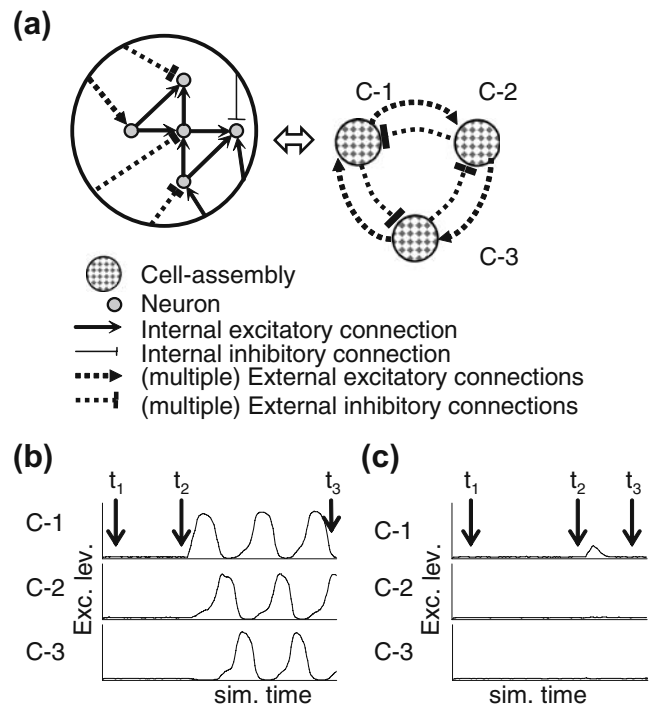 (a)
C-1
C-2
C-3
Cell-assembly
Neuron
Internal excitatory connection
Internal inhibitory connection
(multiple) External excitatory connections
(multiple) External inhibitory connections
(b)
t1
t2
t3
C-1
C-2
C-3
Exc. lev.
sim. time
(c)
t1
t2
t3
C-1
C-2
C-3
Exc. lev.
sim. time